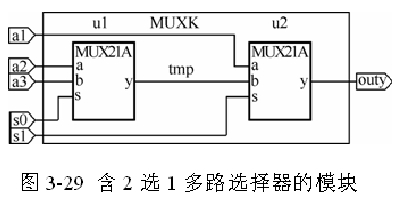 u1 MUXK u2
a1
MUX21A MUX21A
a2 a a
a3 b y tmp b y outy
s s
s0
s1
图 3-29 含 2 选 1 多路选择器的模块